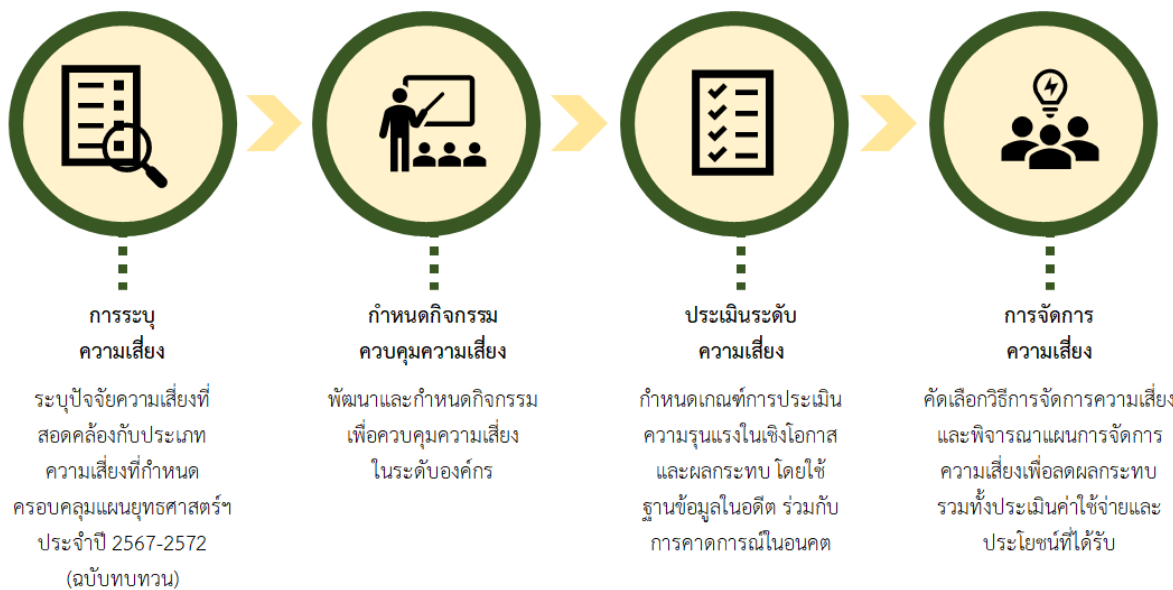 การระบุ
ความเสี่ยง
ระบุปัจจัยความเสี่ยงที่
สอดคล้องกับประเภท
ความเสี่ยงที่กำหนด
ครอบคลุมแผนยุทธศาสตร์ฯ
ประจำปี 2567-2572
(ฉบับทบทวน)
กำหนดกิจกรรม
ควบคุมความเสี่ยง
พัฒนาและกำหนดกิจกรรม
เพื่อควบคุมความเสี่ยง
ในระดับองค์กร
ประเมินระดับ
ความเสี่ยง
กำหนดเกณฑ์การประเมิน
ความรุนแรงในเชิงโอกาส
และผลกระทบ โดยใช้
ฐานข้อมูลในอดีต ร่วมกับ
การคาดการณ์ในอนคต
การจัดการ
ความเสี่ยง
คัดเลือกวิธีการจัดการความเสี่ยง
และพิจารณาแผนการจัดการ
ความเสี่ยงเพื่อลดผลกระทบ
รวมทั้งประเมินค่าใช้จ่ายและ
ประโยชน์ที่ได้รับ